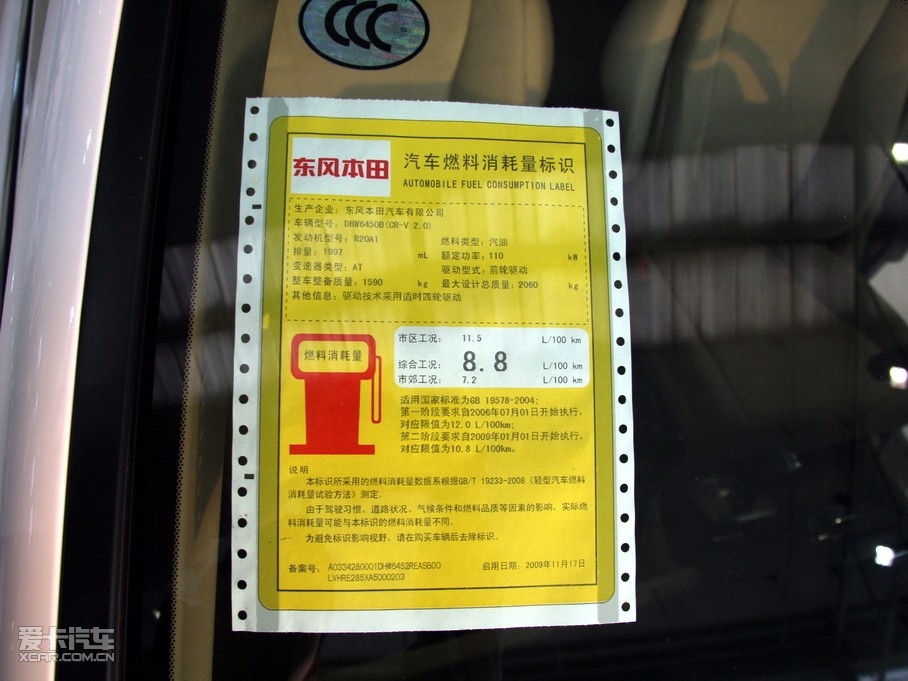 CCC
东风本田
汽车燃料消耗量标识
AUTOMOBILE FUEL CONSUMPTION LABEL
生产企业: 东风本田汽车有限公司
车辆型号: DHW6450B(CR-V 2.0)
发动机型号: R20A1 燃料类型: 汽油
排量: 1997 mL 额定功率: 110 kW
变速器类型: AT 驱动型式: 前轮驱动
整车整备质量: 1590 kg 最大设计总质量: 2060 kg
其他信息: 驱动技术采用适时四轮驱动
燃料消耗量
市区工况: 11.5 L/100 km
综合工况: 8.8 L/100 km
市郊工况: 7.2 L/100 km
适用国家标准为GB 19578-2004;
第一阶段要求自2006年07月01日开始执行,
对应限值为12.0 L/100km;
第二阶段要求自2009年01月01日开始执行,
对应限值为10.8 L/100km。
说明
本标识所采用的燃料消耗量数据系根据GB/T 19233-2008《轻型汽车燃料
消耗量试验方法》测定。
由于驾驶习惯、道路状况、气候条件和燃料品质等因素的影响, 实际燃
料消耗量可能与本标识的燃料消耗量不同。
为避免标识影响视野, 请在购买车辆后去除标识。
备案号: A0334280001DHW6452REASB00 启用日期: 2009年11月17日
LVHRE285XA5000203
爱卡汽车
XCAR.COM.CN